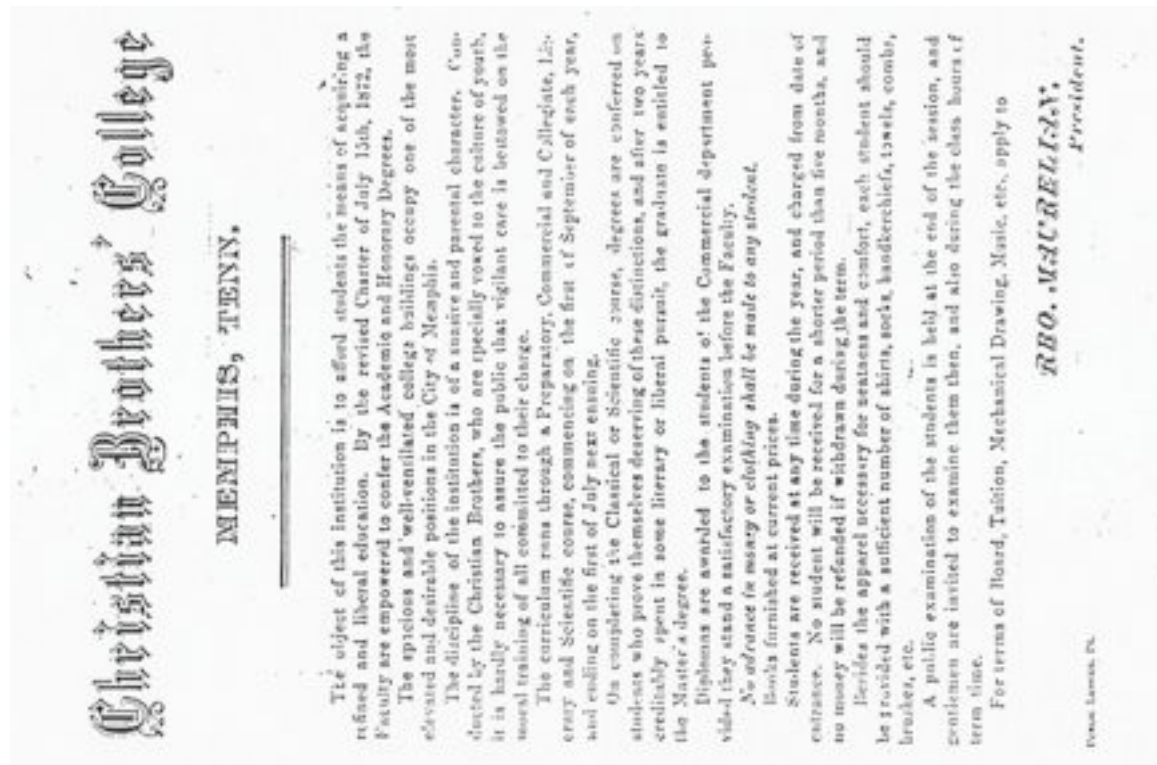 Christian Brothers' College
MEMPHIS, TENN.
The object of this institution is to afford students the means of acquiring a
refined and liberal education. By the revised Charter of July 15th, 1872, the
Faculty are empowered to confer the Academic and Honorary Degrees.
The spacious and well-ventilated college buildings occupy one of the most
elevated and desirable positions in the City of Memphis.
The discipline of the institution is of a suasive and parental character. Con-
ducted by the Christian Brothers, who are specially vowed to the culture of youth,
it is hardly necessary to assure the public that vigilant care is bestowed on the
moral training of all committed to their charge.
The curriculum runs through a Preparatory, Commercial and Collegiate, Lit-
erary and Scientific course, commencing on the first of September of each year,
and ending on the first of July next ensuing.
On completing the Classical or Scientific course, degrees are conferred on
students who prove themselves deserving of these distinctions, and after two years
creditably spent in some literary or liberal pursuit, the graduate is entitled to
the Master's degree.
Diplomas are awarded to the students of the Commercial department pro-
vided they stand a satisfactory examination before the Faculty.
No advance in money or clothing shall be made to any student.
Books furnished at current prices.
Students are received at any time during the year, and charged from date of
entrance. No student will be received for a shorter period than five months, and
no money will be refunded if withdrawn during the term.
Besides the apparel necessary for neatness and comfort, each student should
be provided with a sufficient number of shirts, socks, handkerchiefs, towels, combs,
brushes, etc.
A public examination of the students is held at the end of the session, and
gentlemen are invited to examine them then, and also during the class hours of
term time.
For terms of Board, Tuition, Mechanical Drawing, Music, etc., apply to
BRO. MAURELIAN,
President.